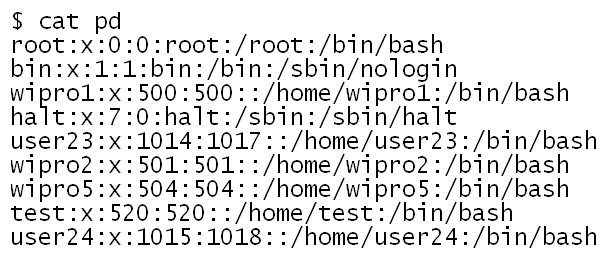 $ cat pd
root:x:0:0:root:/root:/bin/bash
bin:x:1:1:bin:/bin:/sbin/nologin
wipro1:x:500:500::/home/wipro1:/bin/bash
halt:x:7:0:halt:/sbin:/sbin/halt
user23:x:1014:1017::/home/user23:/bin/bash
wipro2:x:501:501::/home/wipro2:/bin/bash
wipro5:x:504:504::/home/wipro5:/bin/bash
test:x:520:520::/home/test:/bin/bash
user24:x:1015:1018::/home/user24:/bin/bash